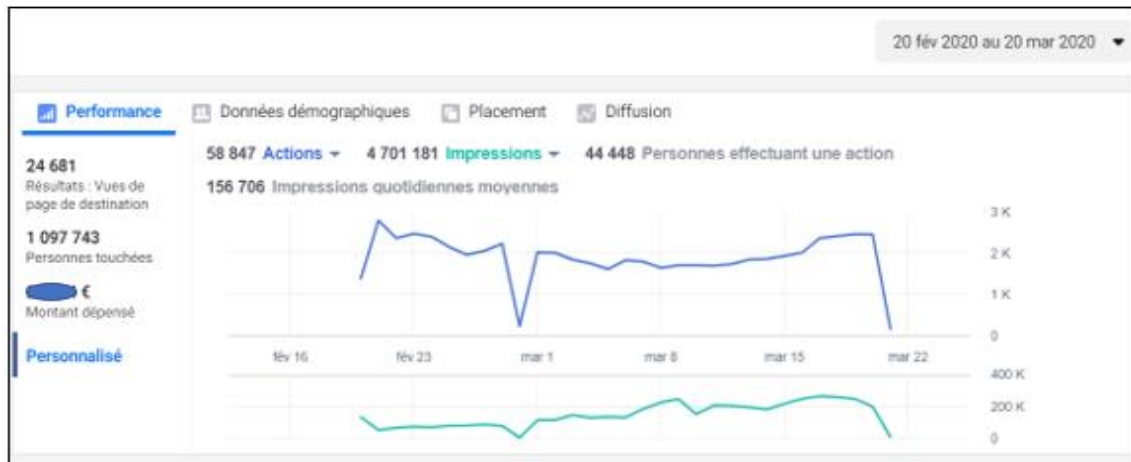 20 fév 2020 au 20 mar 2020
Performance Données démographiques Placement Diffusion
24 681
Résultats : Vues de
page de destination
1 097 743
Personnes touchées
€
Montant dépensé
Personnalisé
58 847 Actions 4 701 181 Impressions 44 448 Personnes effectuant une action
156 706 Impressions quotidiennes moyennes
3 K
2 K
1 K
0
fév 16 fév 23 mar 1 mar 8 mar 15 mar 22
400 K
200 K
0